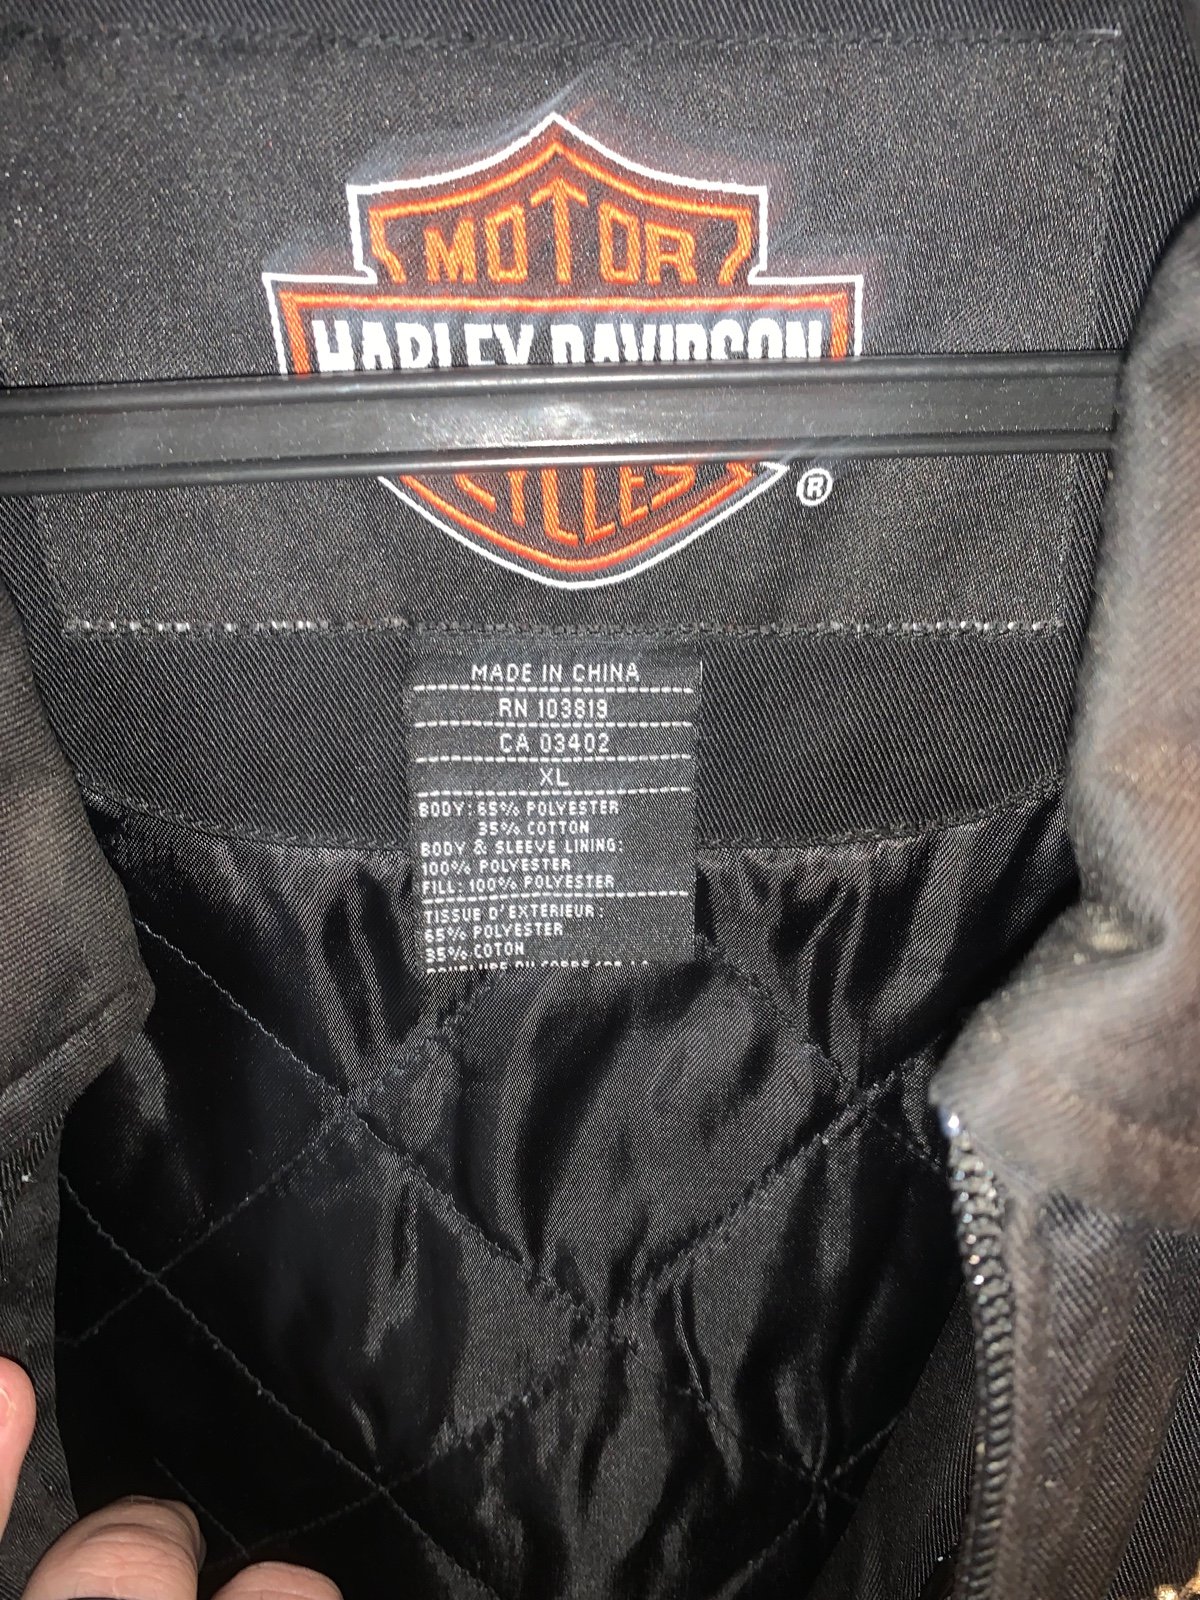 MOTOR
HARLEY-DAVIDSON
CYCLES
®
MADE IN CHINA
RN 103819
CA 03402
XL
BODY: 65% POLYESTER
35% COTTON
BODY & SLEEVE LINING:
100% POLYESTER
FILL: 100% POLYESTER
TISSUE D'EXTERIEUR:
65% POLYESTER
35% COTON